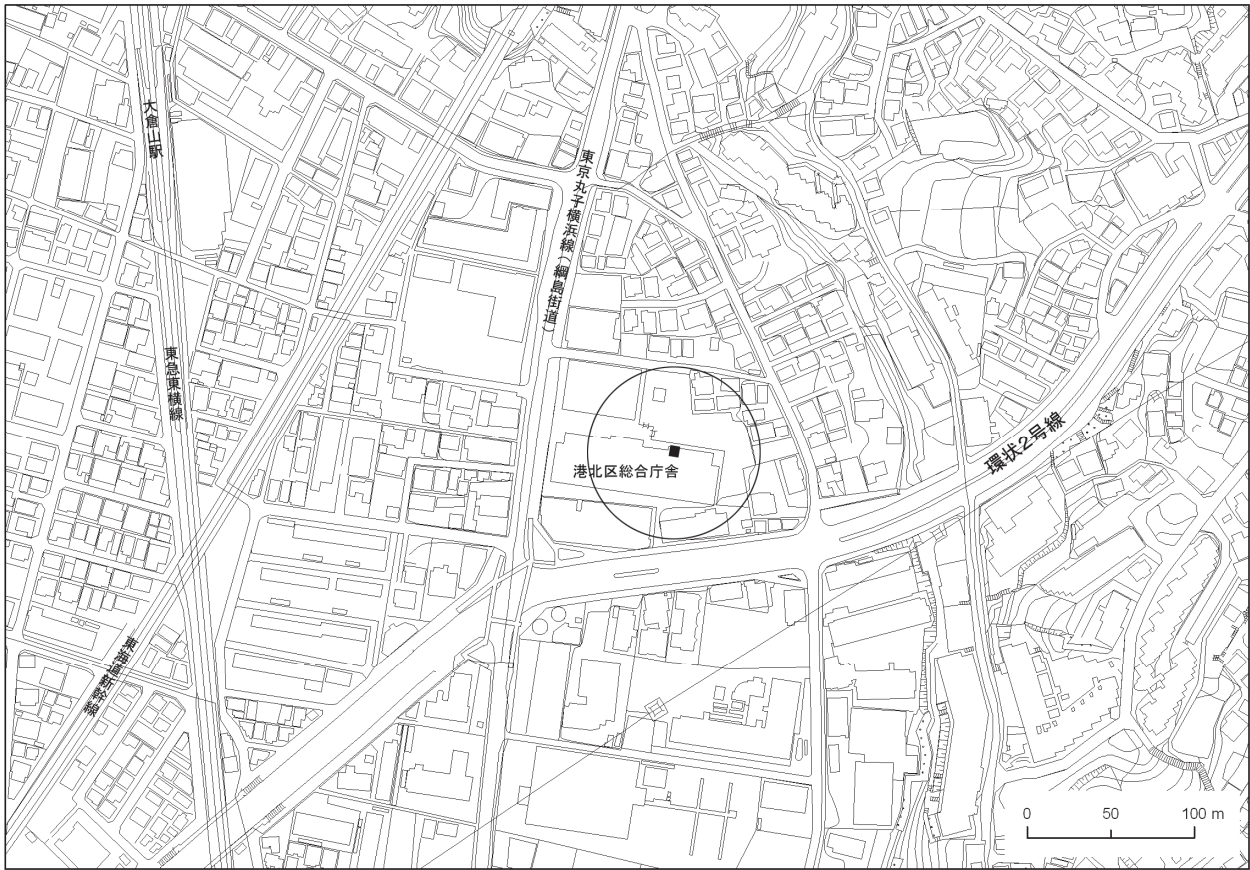 大倉山駅
東京丸子横浜線(綱島街道)
東急東横線
港北区総合庁舎
環状2号線
東海道新幹線
0 50 100 m